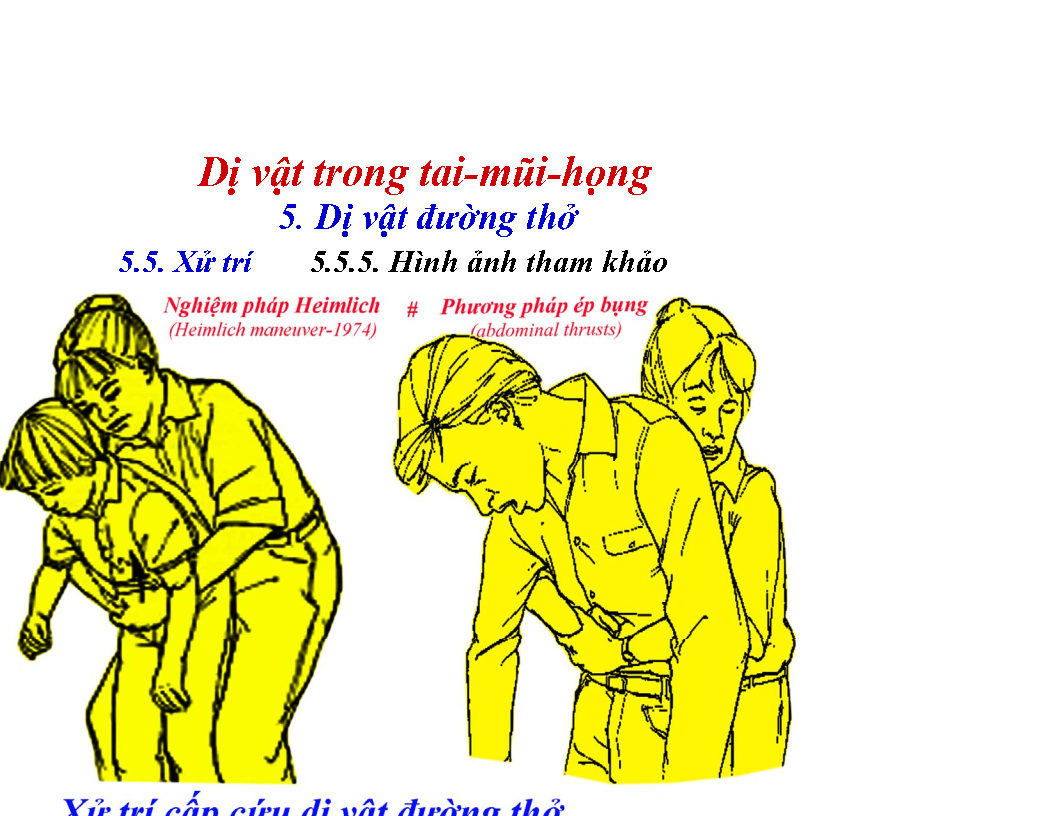 Dị vật trong tai-mũi-họng
5. Dị vật đường thở
5.5. Xử trí 5.5.5. Hình ảnh tham khảo
Nghiệm pháp Heimlich # Phương pháp ép bụng
(Heimlich maneuver-1974) (abdominal thrusts)
Xử trí cấp cứu dị vật đường thở